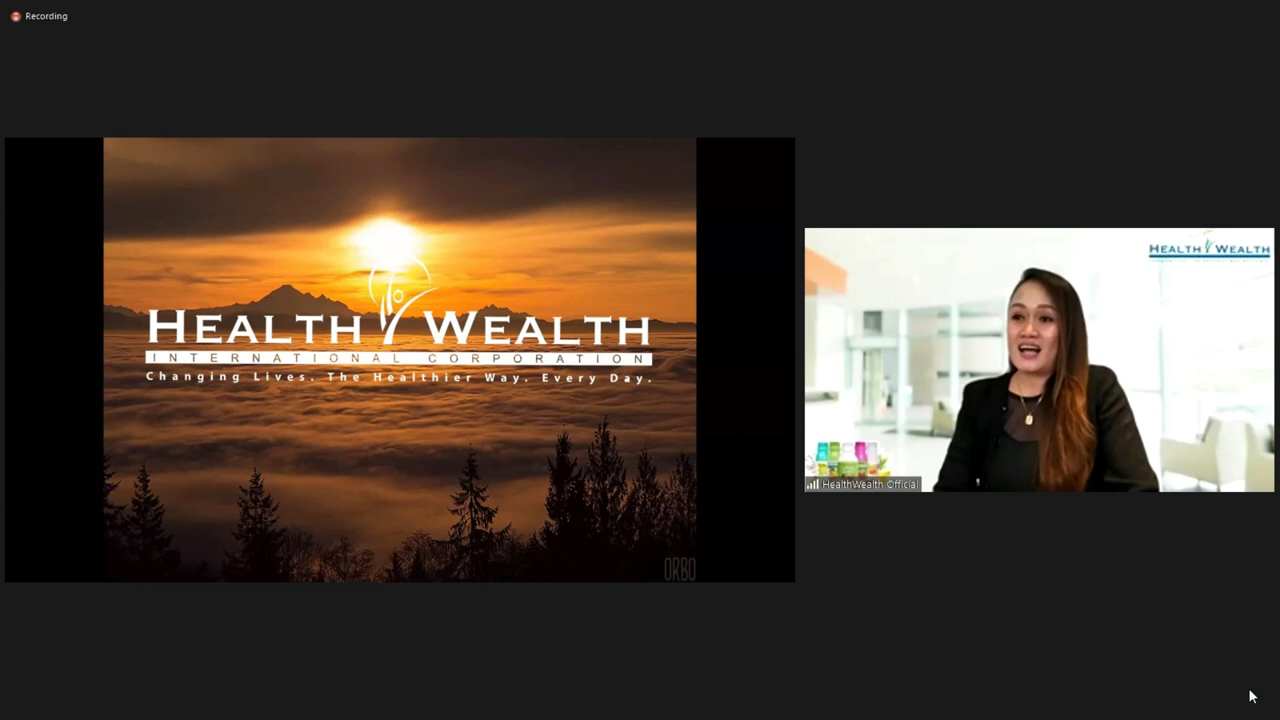 Recording
HEALTH WEALTH
INTERNATIONAL CORPORATION
Changing Lives. The Healthier Way. Every Day.
ORBO
HEALTH WEALTH
HealthWealth Official